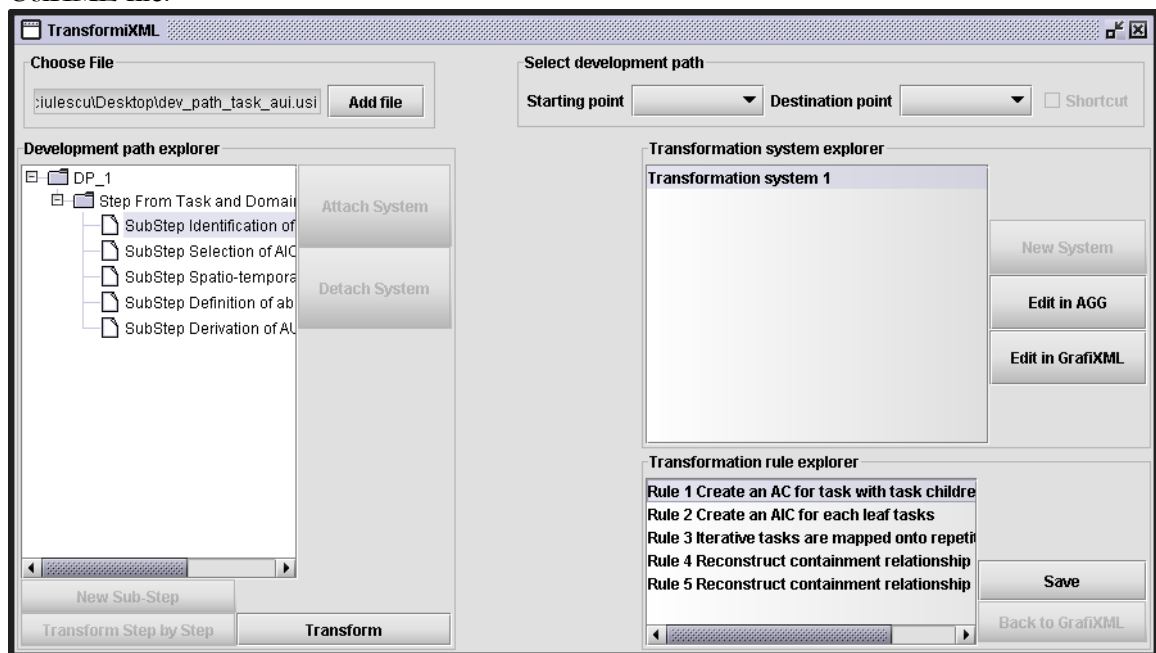 TransformiXML
Choose File
:iulescu\Desktop\dev_path_task_aui.usi
Add file
Select development path
Starting point
Destination point
Shortcut
Development path explorer
DP_1
Step From Task and Domai
SubStep Identification of
SubStep Selection of AIC
SubStep Spatio-tempora
SubStep Definition of ab
SubStep Derivation of AU
Attach System
Detach System
New Sub-Step
Transform Step by Step
Transform
Transformation system explorer
Transformation system 1
New System
Edit in AGG
Edit in GrafiXML
Transformation rule explorer
Rule 1 Create an AC for task with task childre
Rule 2 Create an AIC for each leaf tasks
Rule 3 Iterative tasks are mapped onto repetit
Rule 4 Reconstruct containment relationship
Rule 5 Reconstruct containment relationship
Save
Back to GrafiXML